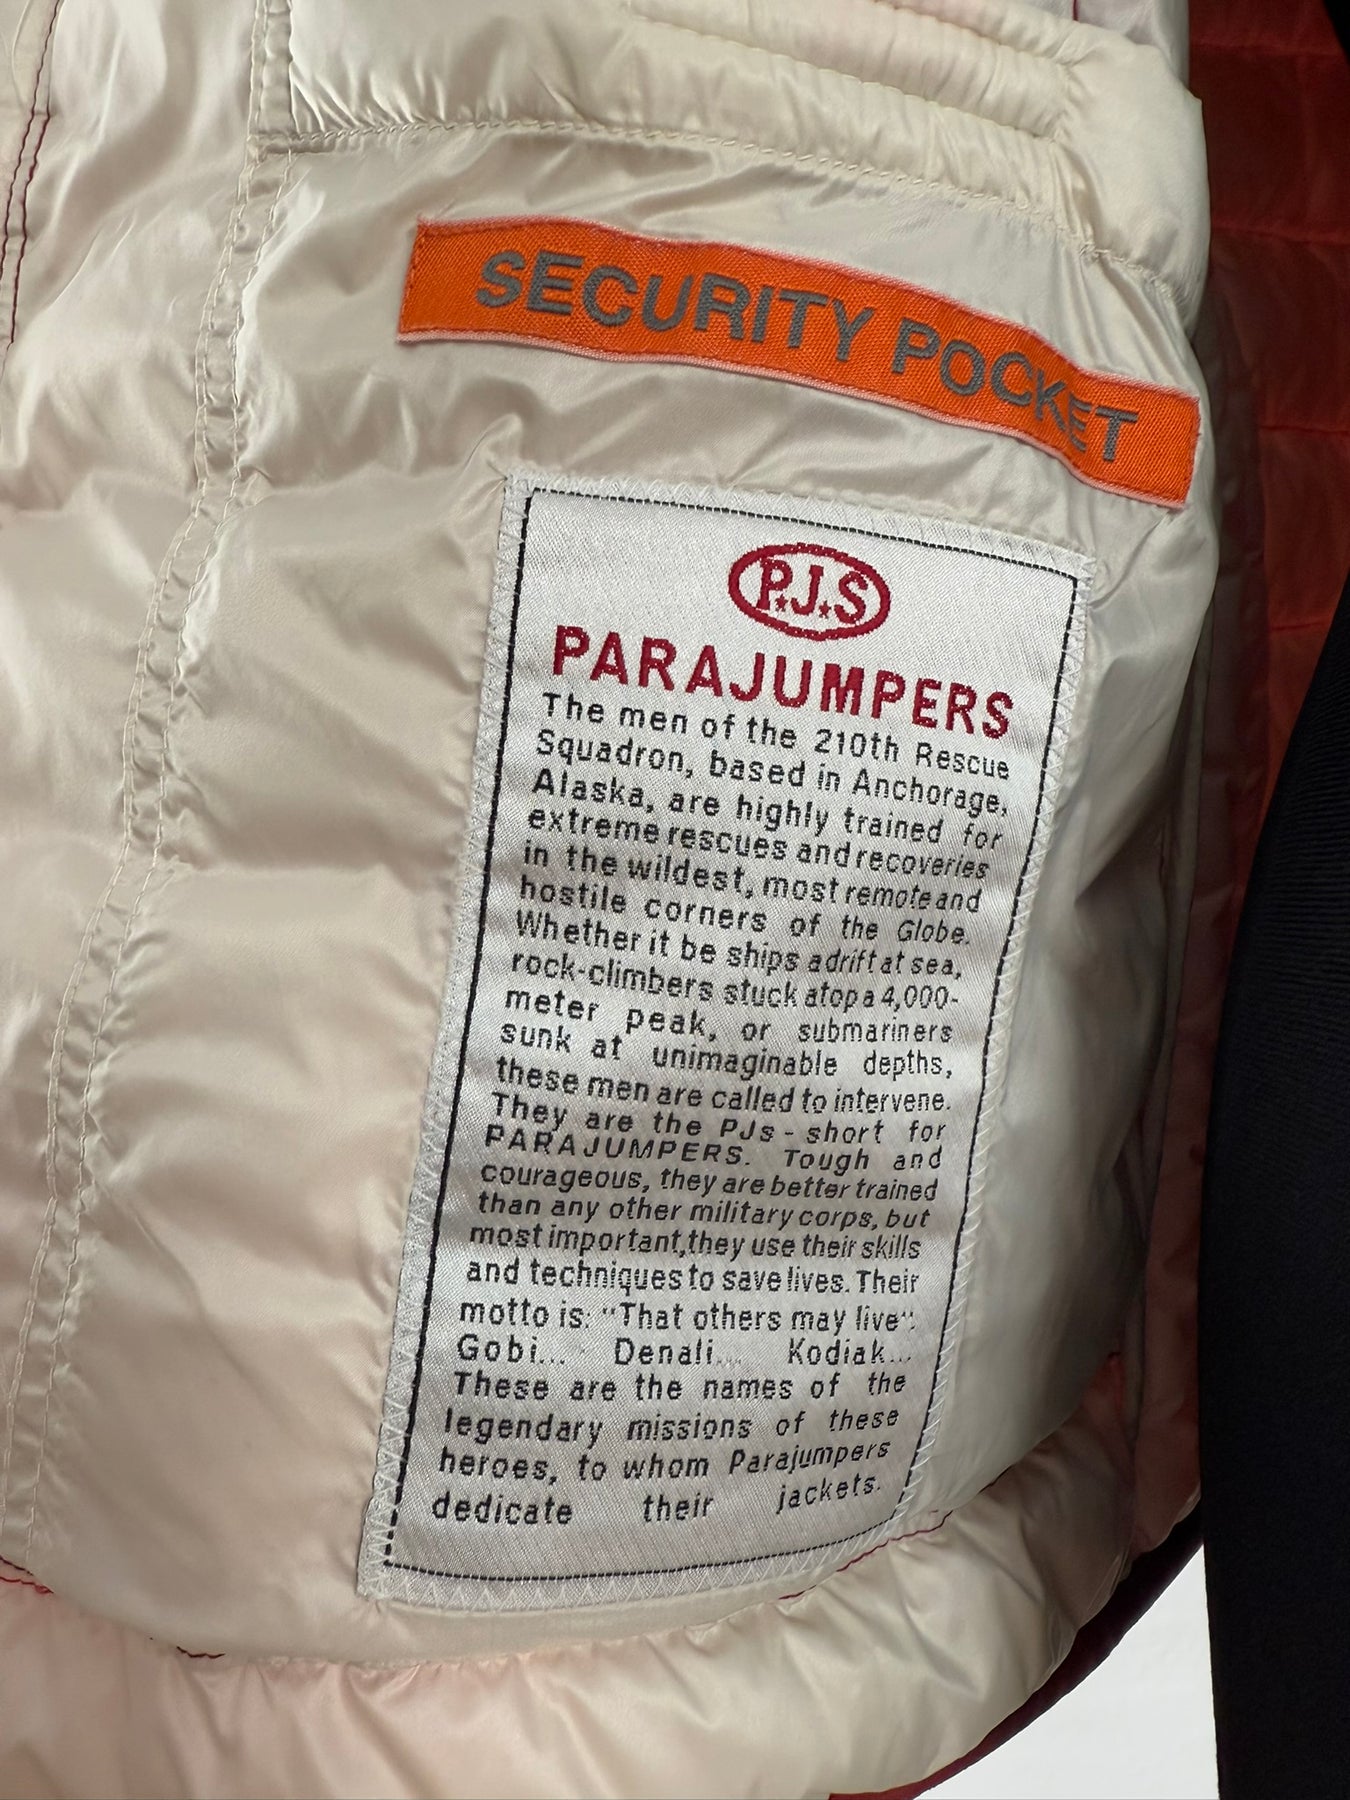 SECURITY POCKET
P.J.S
PARAJUMPERS
The men of the 210th Rescue
Squadron, based in Anchorage,
Alaska, are highly trained for
extreme rescues and recoveries
in the wildest, most remote and
hostile corners of the Globe.
Whether it be ships adrift at sea,
rock-climbers stuck atop a 4,000-
meter peak, or submariners
sunk at unimaginable depths,
these men are called to intervene.
They are the PJs - short for
PARAJUMPERS. Tough and
courageous, they are better trained
than any other military corps, but
most important, they use their skills
and techniques to save lives. Their
motto is: "That others may live".
Gobi... Denali... Kodiak...
These are the names of the
legendary missions of these
heroes, to whom Parajumpers
dedicate their jackets.